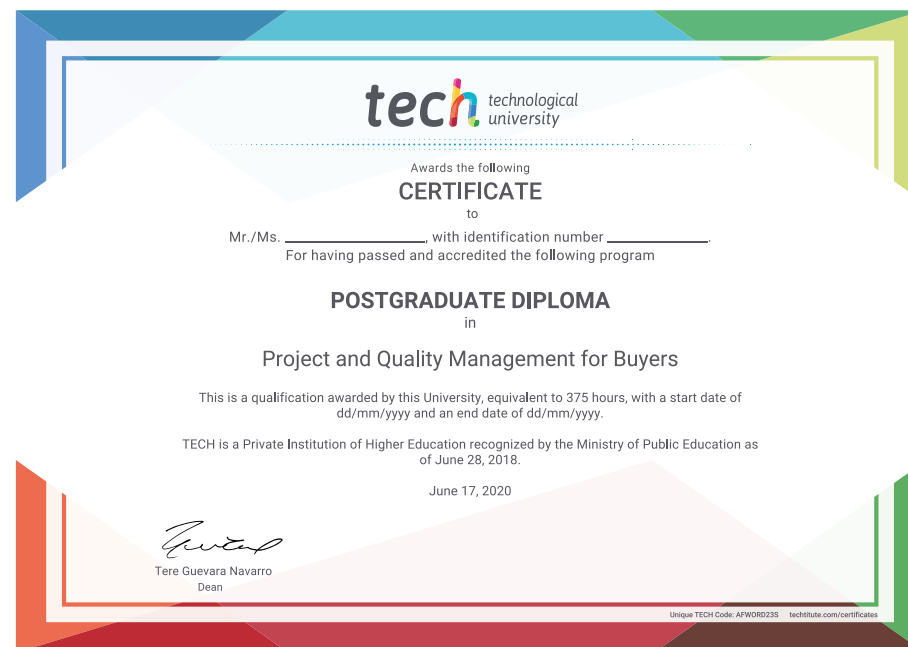 tech technological
university
Awards the following
CERTIFICATE
to
Mr./Ms. ____________, with identification number ____________.
For having passed and accredited the following program
POSTGRADUATE DIPLOMA
in
Project and Quality Management for Buyers
This is a qualification awarded by this University, equivalent to 375 hours, with a start date of
dd/mm/yyyy and an end date of dd/mm/yyyy.
TECH is a Private Institution of Higher Education recognized by the Ministry of Public Education as
of June 28, 2018.
June 17, 2020
Tere Guevara Navarro
Dean
Unique TECH Code: AFWORD23S techtitute.com/certificates